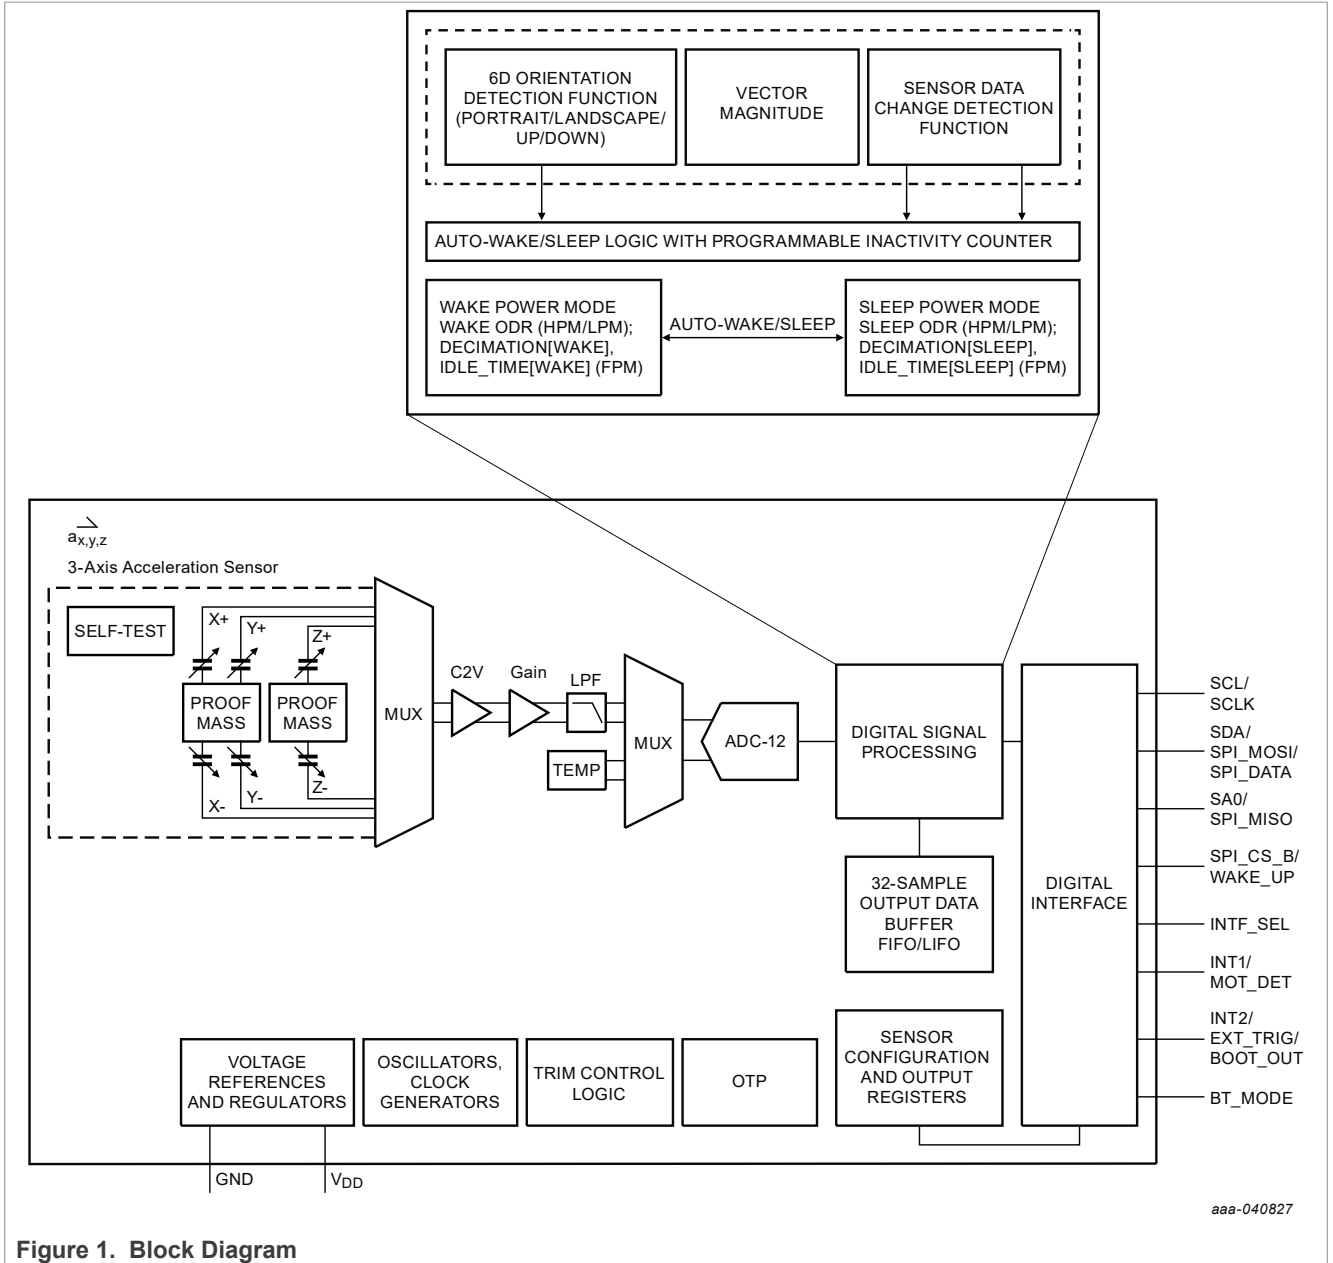 6D ORIENTATION
DETECTION FUNCTION
(PORTRAIT/LANDSCAPE/
UP/DOWN)
VECTOR
MAGNITUDE
SENSOR DATA
CHANGE DETECTION
FUNCTION
AUTO-WAKE/SLEEP LOGIC WITH PROGRAMMABLE INACTIVITY COUNTER
WAKE POWER MODE
WAKE ODR (HPM/LPM);
DECIMATION[WAKE],
IDLE_TIME[WAKE] (FPM)
AUTO-WAKE/SLEEP
SLEEP POWER MODE
SLEEP ODR (HPM/LPM);
DECIMATION[SLEEP],
IDLE_TIME[SLEEP] (FPM)
ax,y,z
3-Axis Acceleration Sensor
SELF-TEST
X+
Y+
Z+
PROOF
MASS
PROOF
MASS
X-
Y-
Z-
MUX
C2V
Gain
LPF
TEMP
MUX
ADC-12
DIGITAL SIGNAL
PROCESSING
32-SAMPLE
OUTPUT DATA
BUFFER
FIFO/LIFO
DIGITAL
INTERFACE
SCL/
SCLK
SDA/
SPI_MOSI/
SPI_DATA
SA0/
SPI_MISO
SPI_CS_B/
WAKE_UP
INTF_SEL
INT1/
MOT_DET
INT2/
EXT_TRIG/
BOOT_OUT
BT_MODE
VOLTAGE
REFERENCES
AND REGULATORS
OSCILLATORS,
CLOCK
GENERATORS
TRIM CONTROL
LOGIC
OTP
SENSOR
CONFIGURATION
AND OUTPUT
REGISTERS
GND
VDD
aaa-040827
Figure 1. Block Diagram